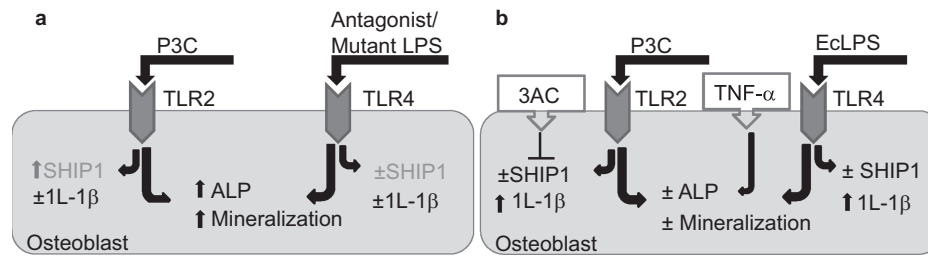 a
Antagonist/
Mutant LPS
P3C
TLR2
TLR4
⬆SHIP1
±1L-1β
⬆ ALP
⬆ Mineralization
±SHIP1
±1L-1β
Osteoblast
b
P3C
EcLPS
3AC
TLR2
TNF-α
TLR4
±SHIP1
⬆ 1L-1β
± ALP
± Mineralization
± SHIP1
⬆ 1L-1β
Osteoblast